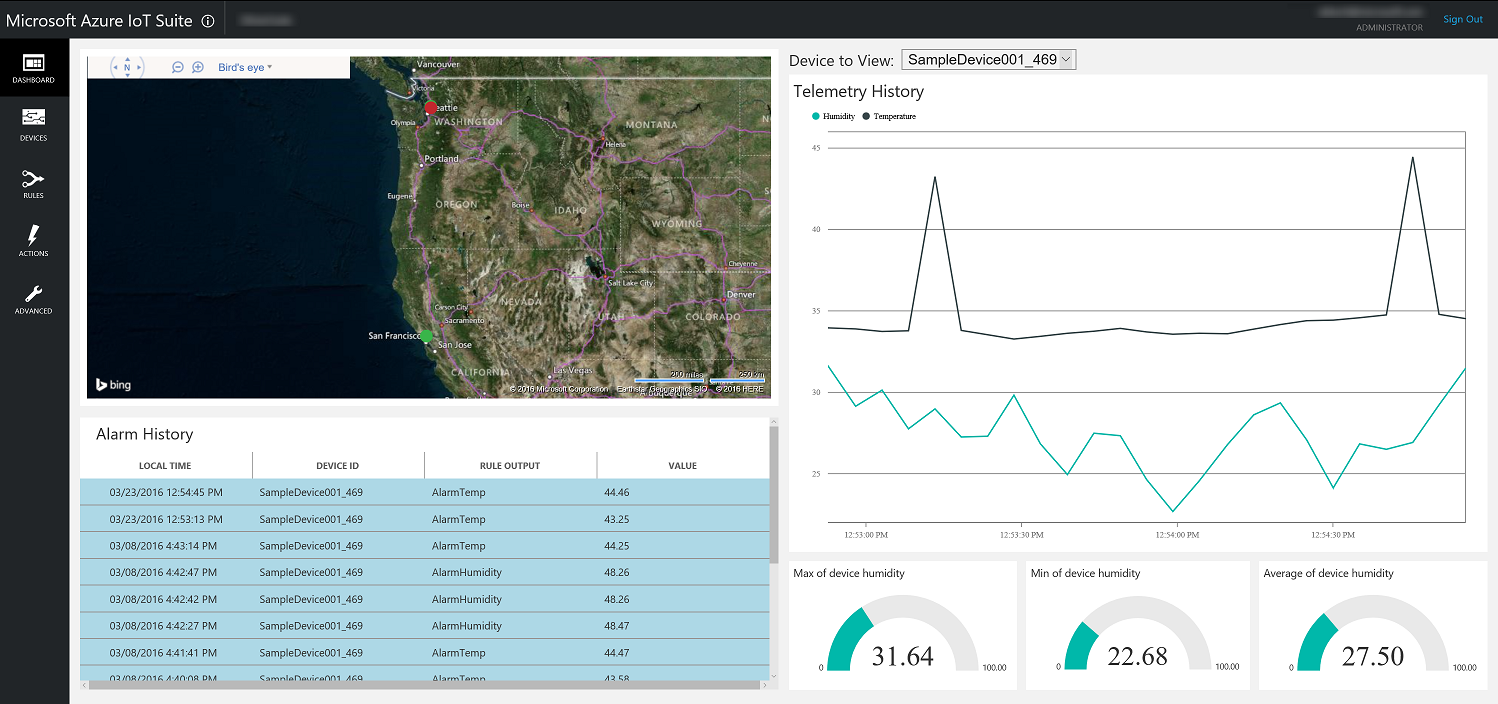 Microsoft Azure IoT Suite
ADMINISTRATOR
Sign Out
DASHBOARD
DEVICES
RULES
ACTIONS
ADVANCED
N
Bird's eye
Vancouver
Victoria
Seattle
Olympia
WASHINGTON
MONTANA
Helena
Portland
Eugene
OREGON
Boise
IDAHO
WYOMING
Cheyenne
Salt Lake City
Denver
Carson City
NEVADA
Sacramento
UTAH
COLORADO
San Francisco
San Jose
CALIFORNIA
Las Vegas
250 miles
250 km
© 2016 Microsoft Corporation
Earthstar Geographics SIO
© 2016 HERE
Albuquerque
bing
Alarm History
LOCAL TIME DEVICE ID RULE OUTPUT VALUE
03/23/2016 12:54:45 PM SampleDevice001_469 AlarmTemp 44.46
03/23/2016 12:53:13 PM SampleDevice001_469 AlarmTemp 43.25
03/08/2016 4:43:14 PM SampleDevice001_469 AlarmTemp 44.25
03/08/2016 4:42:47 PM SampleDevice001_469 AlarmHumidity 48.26
03/08/2016 4:42:42 PM SampleDevice001_469 AlarmHumidity 48.26
03/08/2016 4:42:27 PM SampleDevice001_469 AlarmHumidity 48.47
03/08/2016 4:41:41 PM SampleDevice001_469 AlarmTemp 44.47
03/08/2016 4:40:08 PM SampleDevice001_469 AlarmTemp 43.58
Device to View: SampleDevice001_469
Telemetry History
Humidity Temperature
45
40
35
30
25
12:53:00 PM 12:53:30 PM 12:54:00 PM 12:54:30 PM
Max of device humidity
31.64
0 100.00
Min of device humidity
22.68
0 100.00
Average of device humidity
27.50
0 100.00